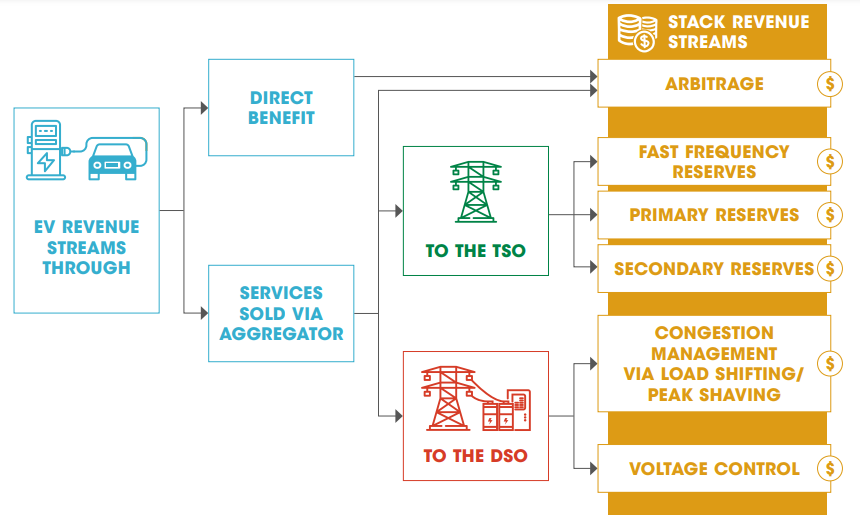 STACK REVENUE
STREAMS
$
DIRECT
BENEFIT
ARBITRAGE
$
EV REVENUE
STREAMS
THROUGH
TO THE TSO
FAST FREQUENCY
RESERVES
$
PRIMARY RESERVES
$
SECONDARY RESERVES
$
SERVICES
SOLD VIA
AGGREGATOR
TO THE DSO
CONGESTION
MANAGEMENT
VIA LOAD SHIFTING/
PEAK SHAVING
$
VOLTAGE CONTROL
$